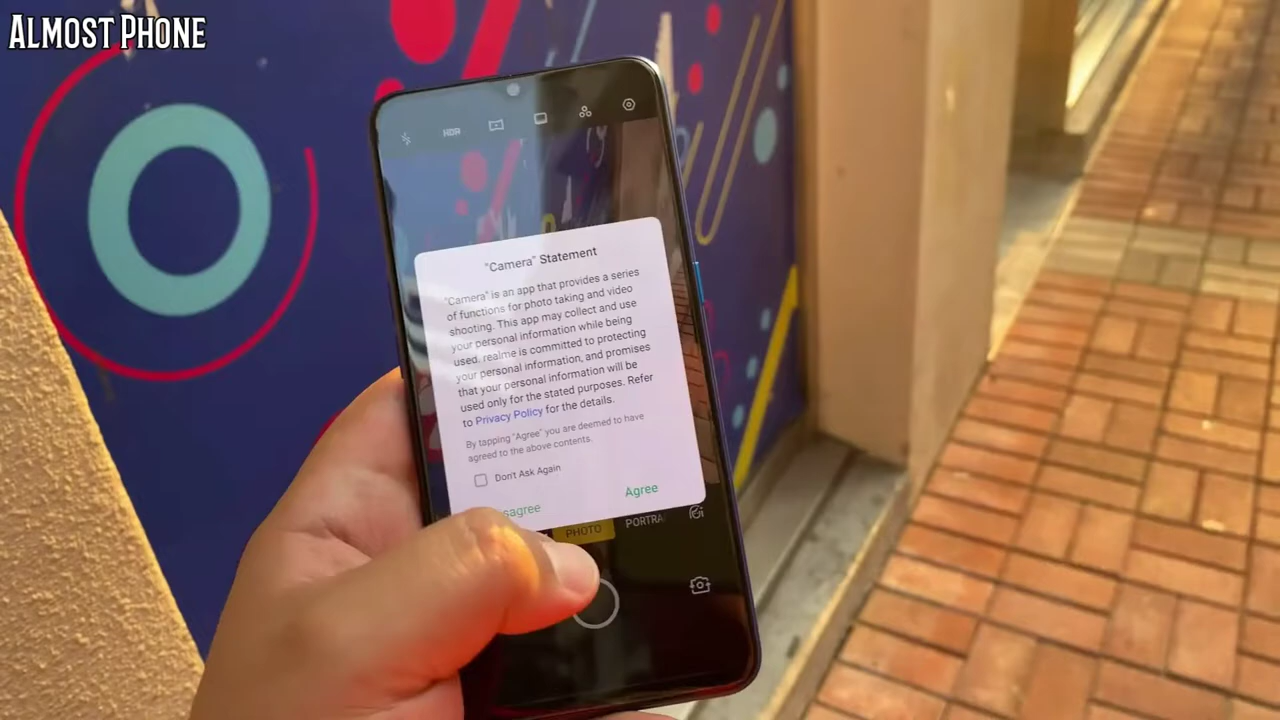 ALMOST PHONE
HDR
"Camera" Statement
"Camera" is an app that provides a series
of functions for photo taking and video
shooting. This app may collect and use
your personal information while being
used. realme is committed to protecting
your personal information, and promises
that your personal information will be
used only for the stated purposes. Refer
to Privacy Policy for the details.
By tapping "Agree" you are deemed to have
agreed to the above contents.
Don't Ask Again
sagree Agree
PHOTO PORTRA